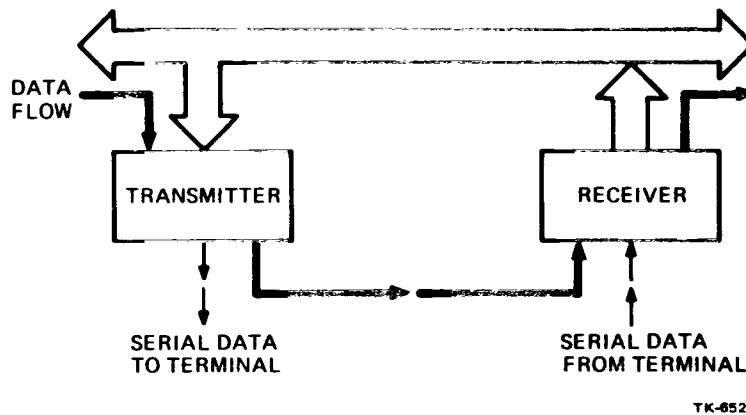 DATA
FLOW
TRANSMITTER
RECEIVER
SERIAL DATA
TO TERMINAL
SERIAL DATA
FROM TERMINAL
TK-652